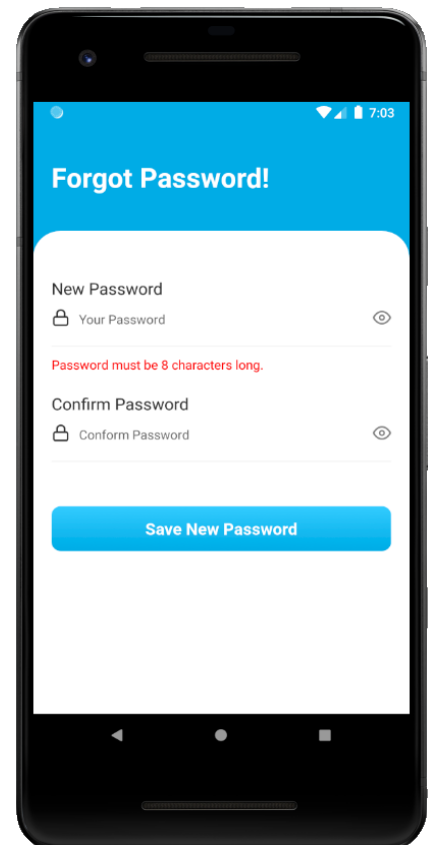 7:03
Forgot Password!
New Password
Your Password
Password must be 8 characters long.
Confirm Password
Conform Password
Save New Password